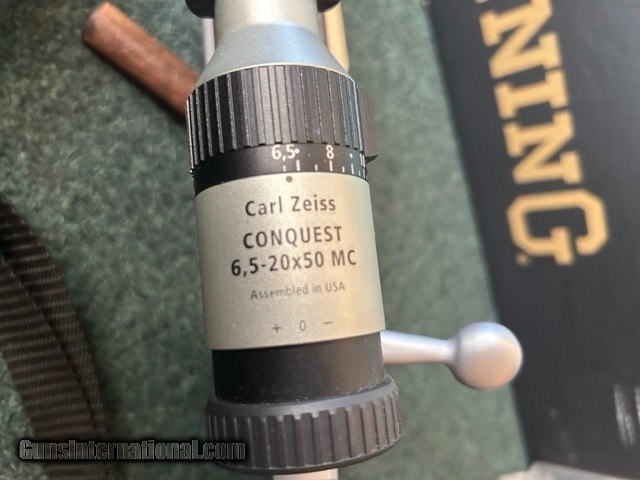 6,5 8
Carl Zeiss
CONQUEST
6,5-20x50 MC
Assembled in USA
+ 0 −
NING
GunsInternational.com